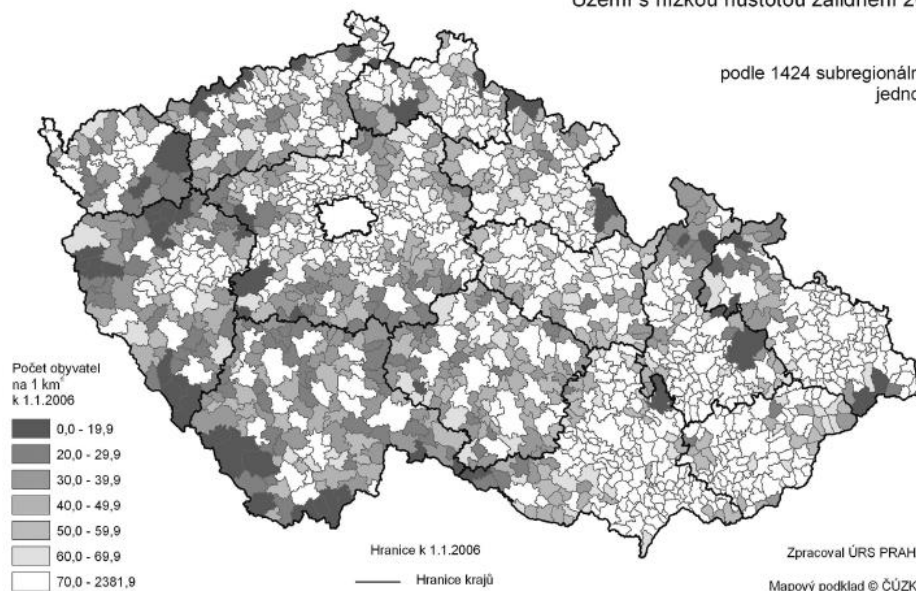 Území s nízkou hustotou zalidnění
podle 1424 subregionáln
jedno
Počet obyvatel
na 1 km²
k 1.1.2006
0,0 - 19,9
20,0 - 29,9
30,0 - 39,9
40,0 - 49,9
50,0 - 59,9
60,0 - 69,9
70,0 - 2381,9
Hranice k 1.1.2006
Hranice krajů
Zpracoval ÚRS PRAH
Mapový podklad © ČÚZK